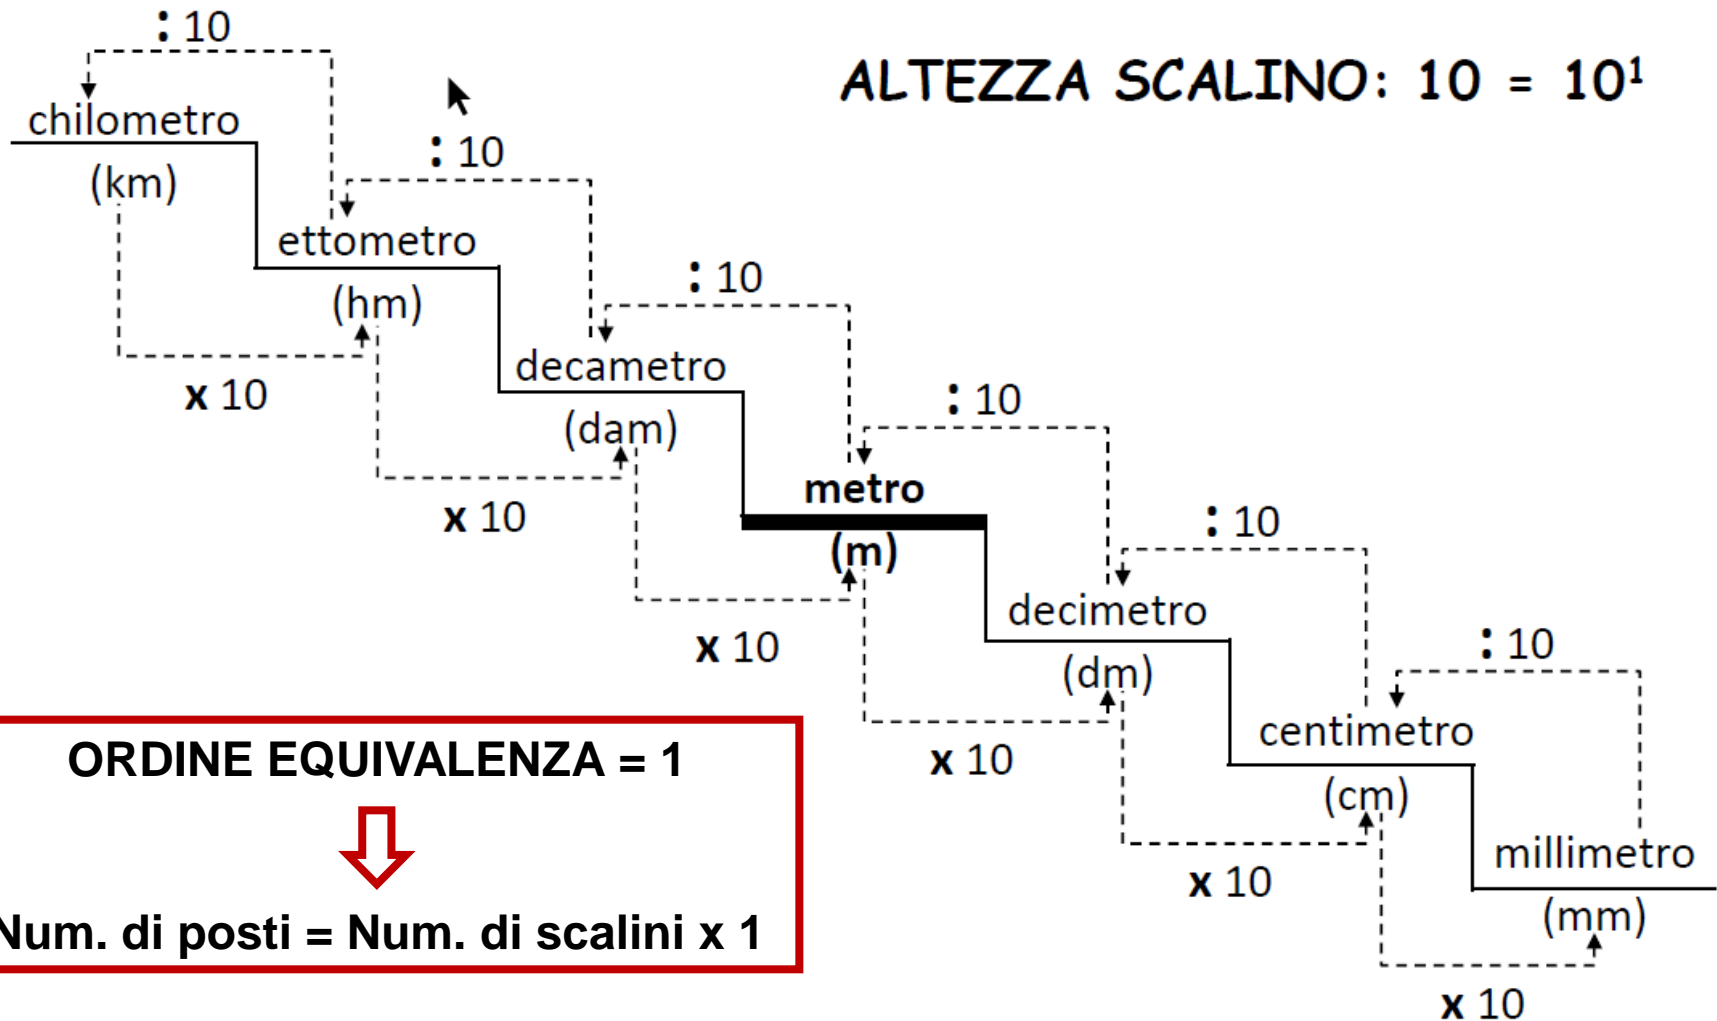 : 10
ALTEZZA SCALINO: 10 = 10¹
chilometro
(km)
: 10
ettometro
(hm)
x 10
: 10
decametro
(dam)
x 10
: 10
metro
(m)
x 10
: 10
decimetro
(dm)
x 10
: 10
centimetro
(cm)
x 10
millimetro
(mm)
x 10
ORDINE EQUIVALENZA = 1
Num. di posti = Num. di scalini x 1